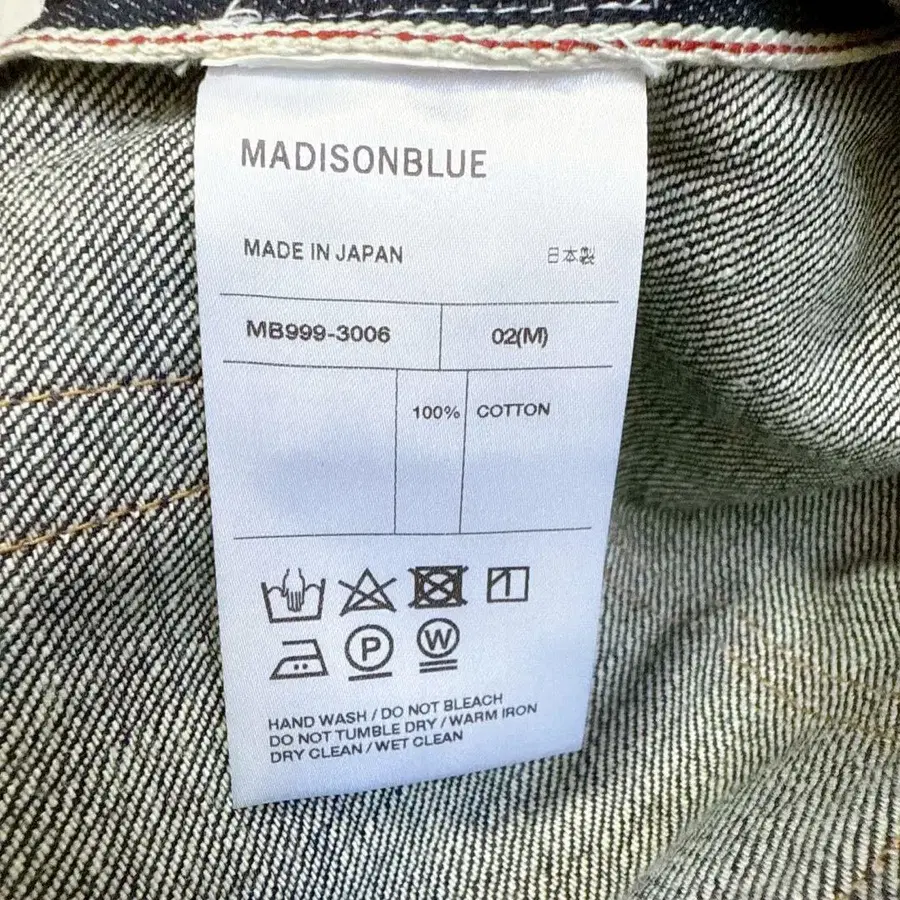 MADISONBLUE
MADE IN JAPAN 日本製
MB999-3006 02(M)
100% COTTON
P W
HAND WASH / DO NOT BLEACH
DO NOT TUMBLE DRY / WARM IRON
DRY CLEAN / WET CLEAN